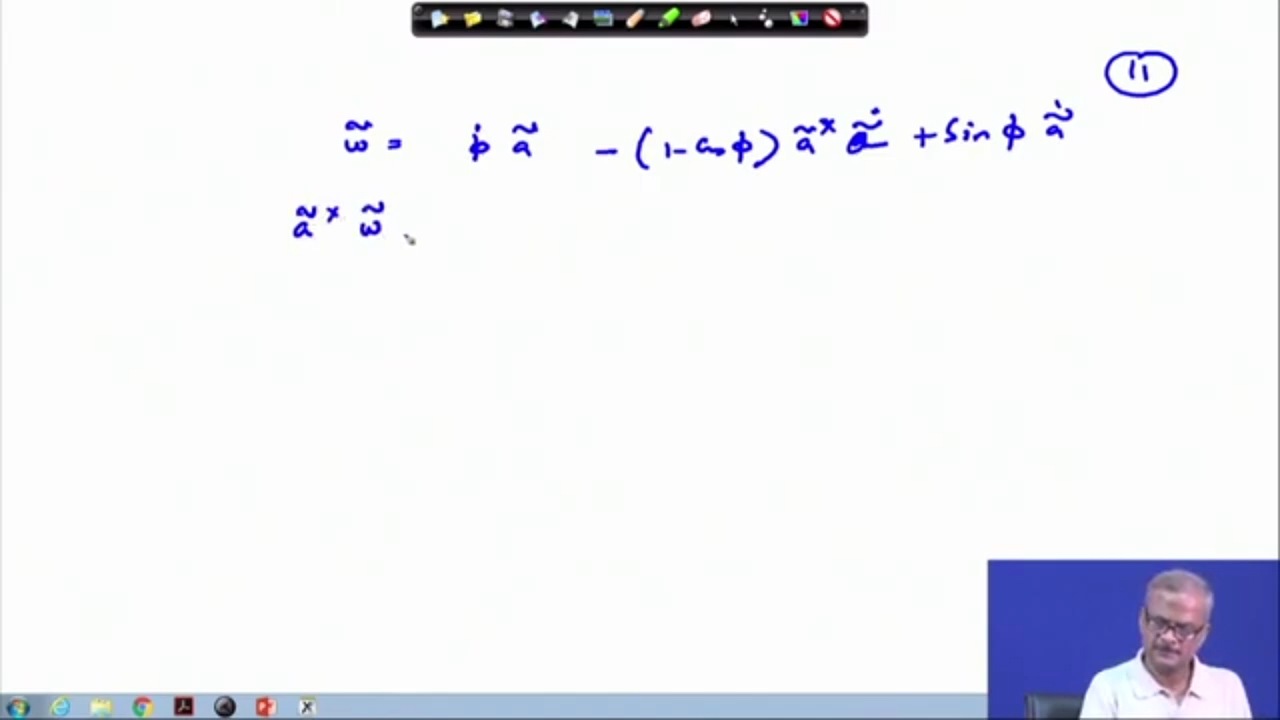 11
ω̃ = ϕ̇ ã − (1 − cos ϕ) ã^× ã̇ + Sin ϕ ã̇
ã^× ω̃